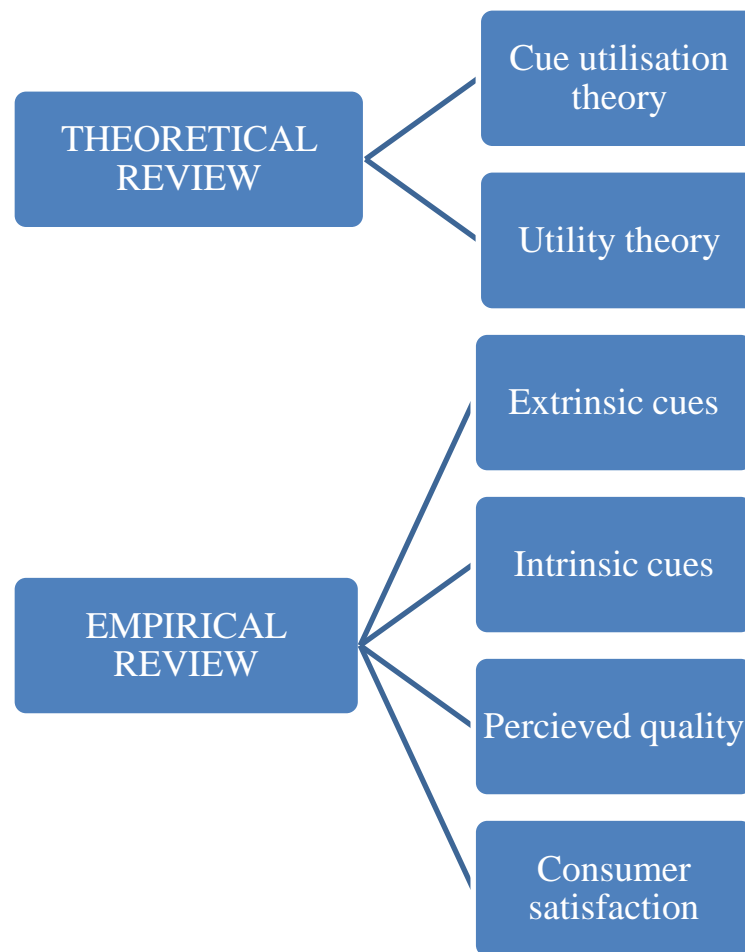 THEORETICAL
REVIEW
Cue utilisation
theory
Utility theory
EMPIRICAL
REVIEW
Extrinsic cues
Intrinsic cues
Percieved quality
Consumer
satisfaction